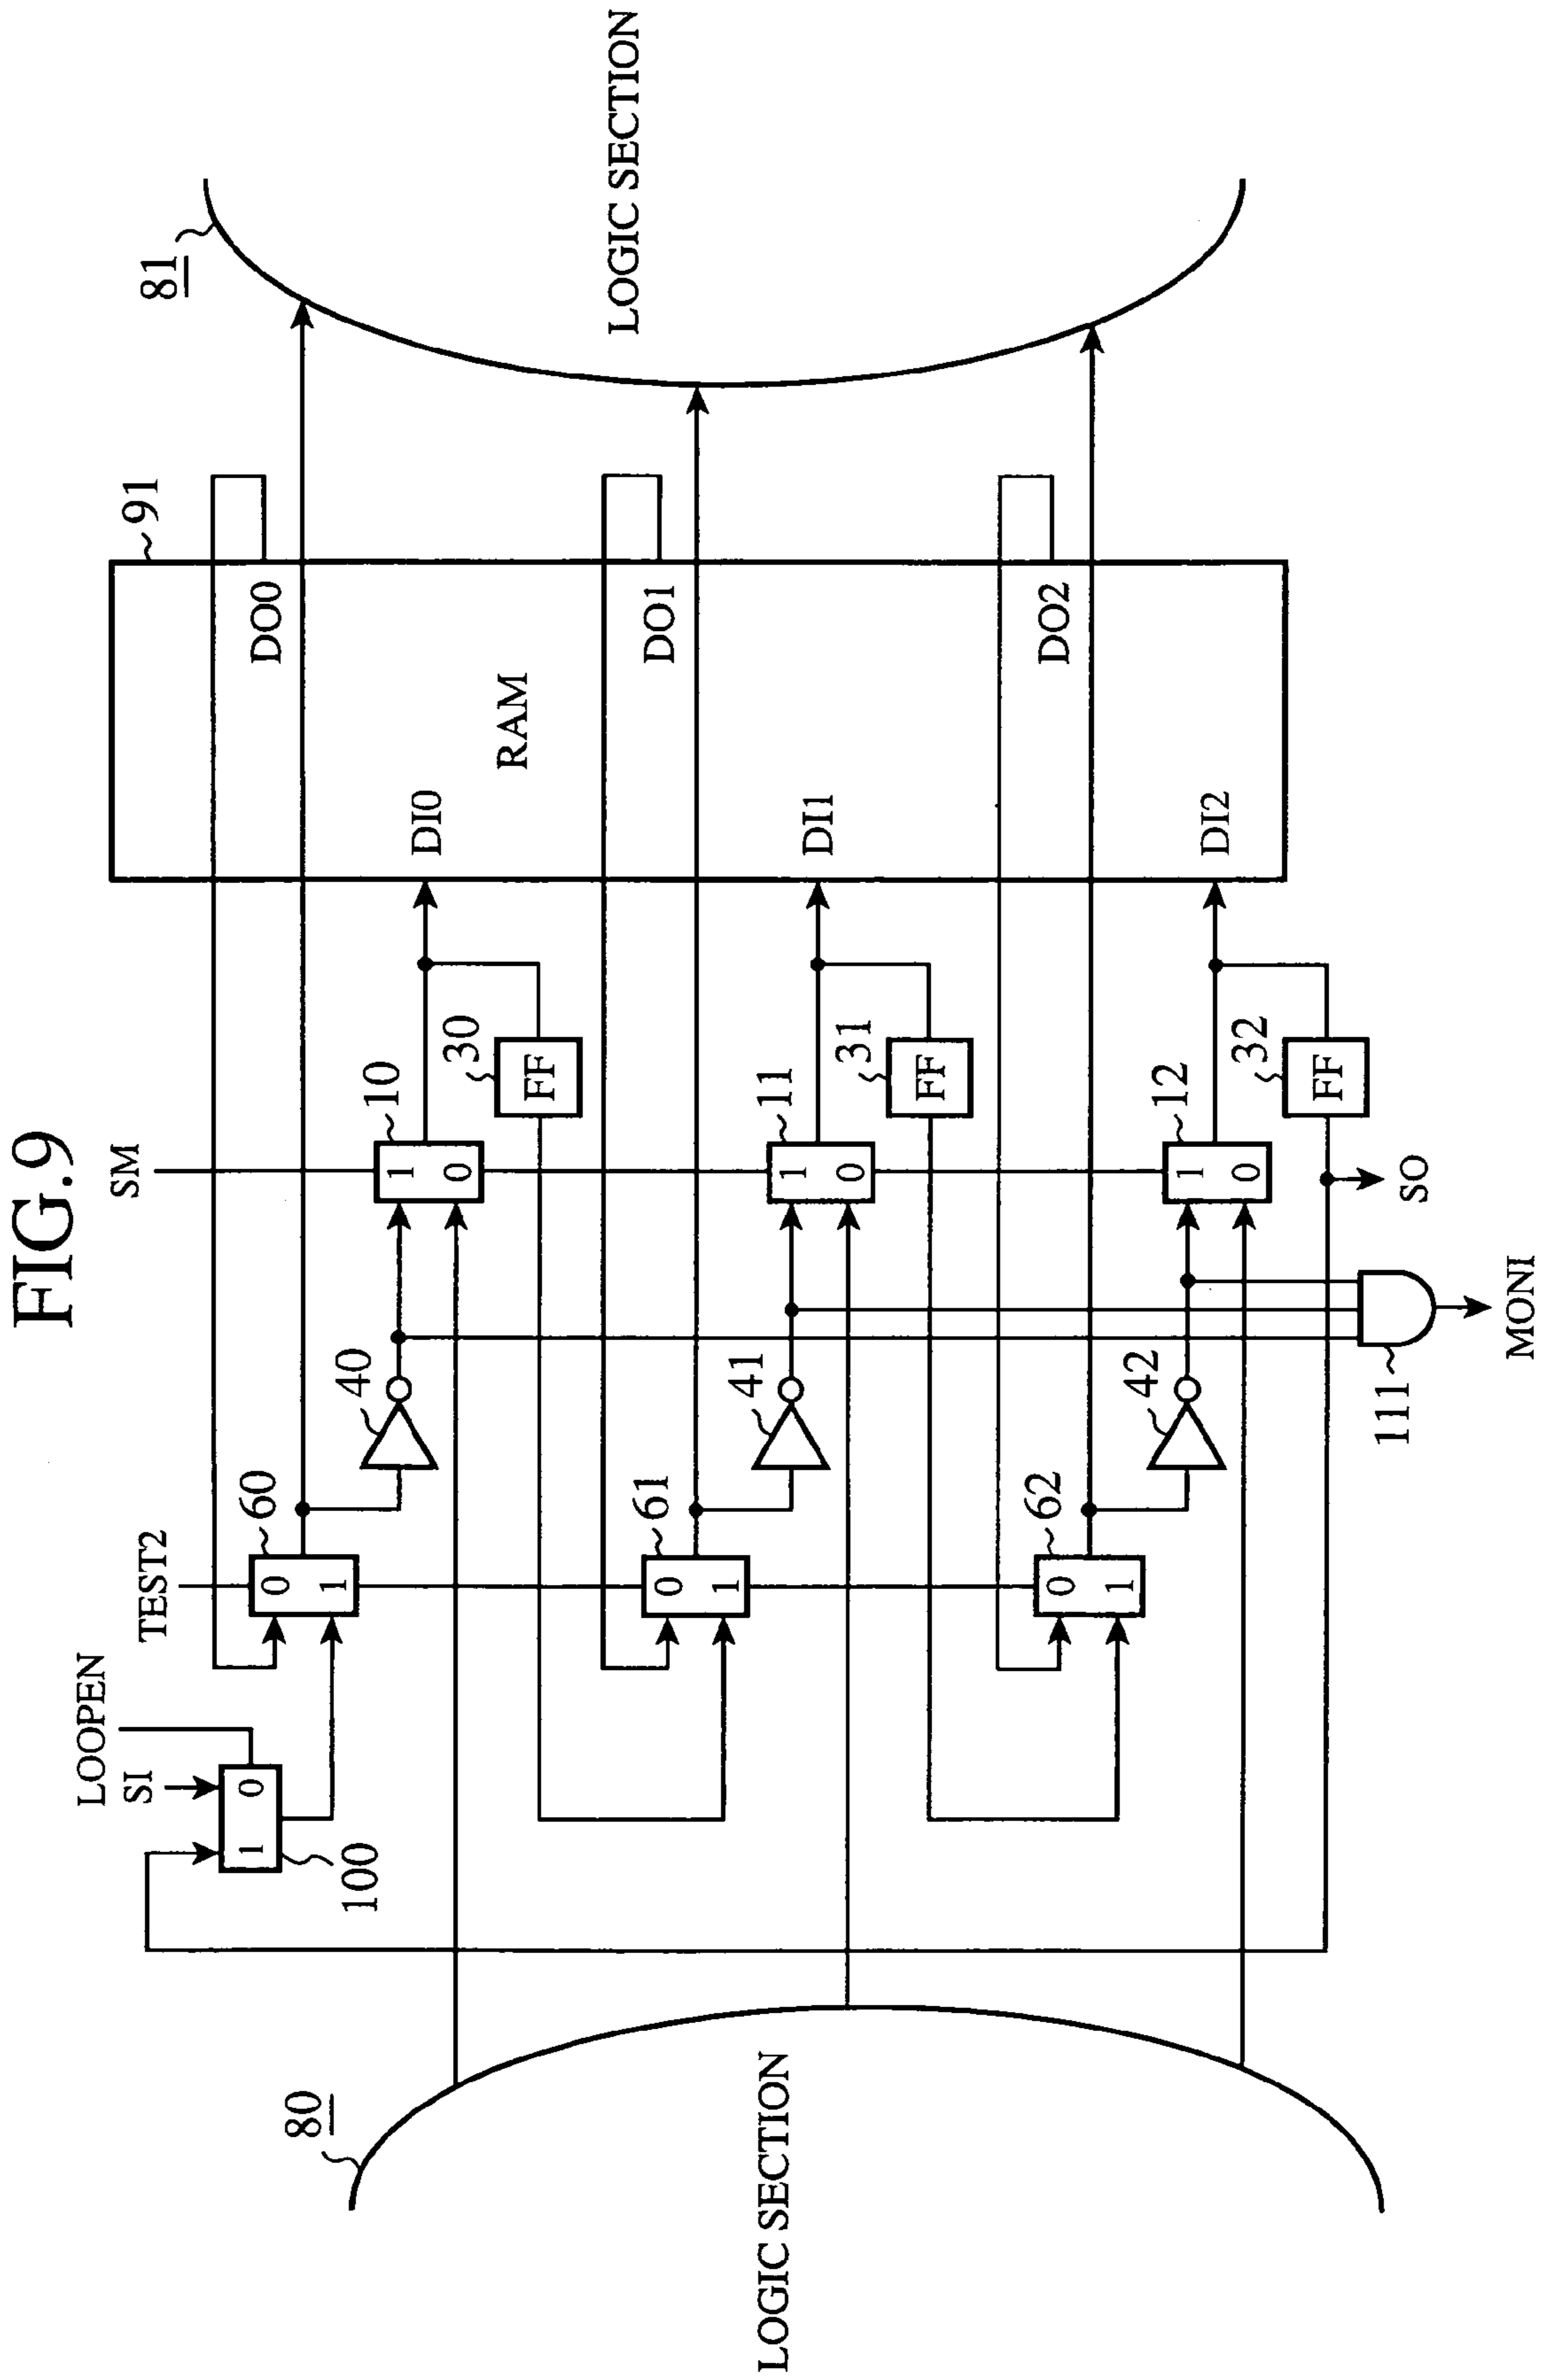 FIG.9
LOGIC SECTION
80
LOOPEN
SI
1 0
100
TEST2
60
0
1
40
SM
10
1
0
30
FF
DI0
RAM
91
DO0
81
LOGIC SECTION
61
0
1
41
11
1
0
31
FF
DI1
DO1
62
0
1
42
12
1
0
32
FF
DI2
DO2
111
MONI
SO